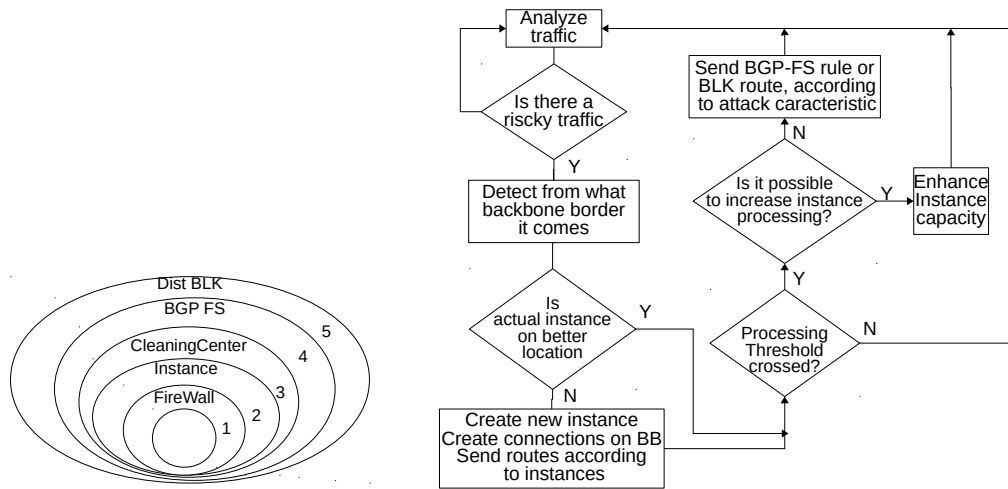 Dist BLK
BGP FS
5
CleaningCenter
4
Instance
3
FireWall
2
1
Analyze
traffic
Is there a
riscky traffic
Y
Detect from what
backbone border
it comes
Is
actual instance
on better
location
Y
N
Create new instance
Create connections on BB
Send routes according
to instances
Send BGP-FS rule or
BLK route, according
to attack caracteristic
N
Is it possible
to increase instance
processing?
Y
Enhance
Instance
capacity
Y
Processing
Threshold
crossed?
N